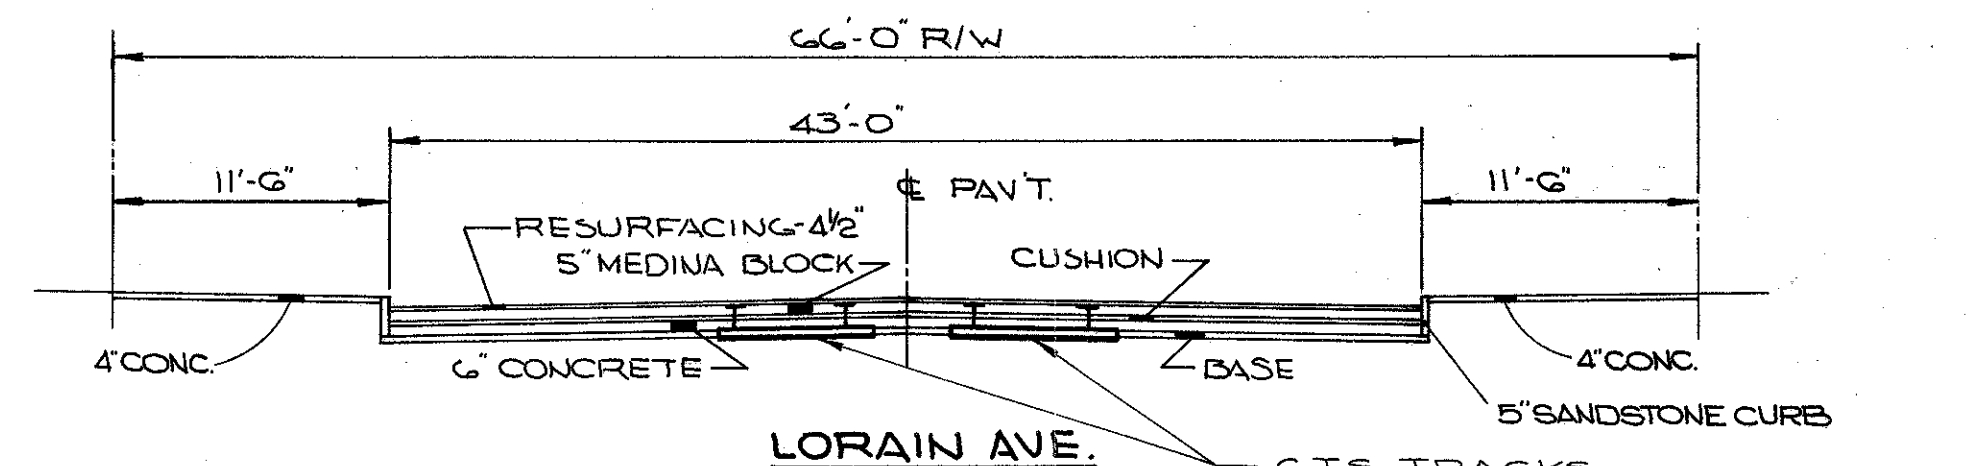 66'-0" R/W
43'-0"
11'-6"
℄ PAV'T.
11'-6"
RESURFACING-4½"
5" MEDINA BLOCK
CUSHION
4" CONC.
6" CONCRETE
BASE
4" CONC.
5" SANDSTONE CURB
LORAIN AVE.
C.T.S. TRACKS